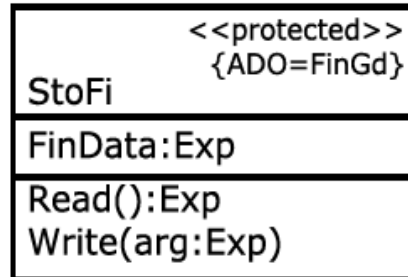 <<protected>>
{ADO=FinGd}
StoFi
FinData:Exp
Read():Exp
Write(arg:Exp)